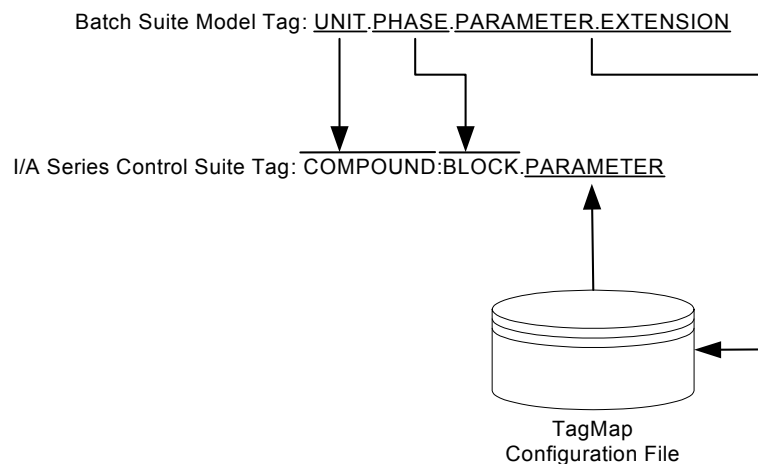 Batch Suite Model Tag: UNIT.PHASE.PARAMETER.EXTENSION
I/A Series Control Suite Tag: COMPOUND:BLOCK.PARAMETER
TagMap
Configuration File